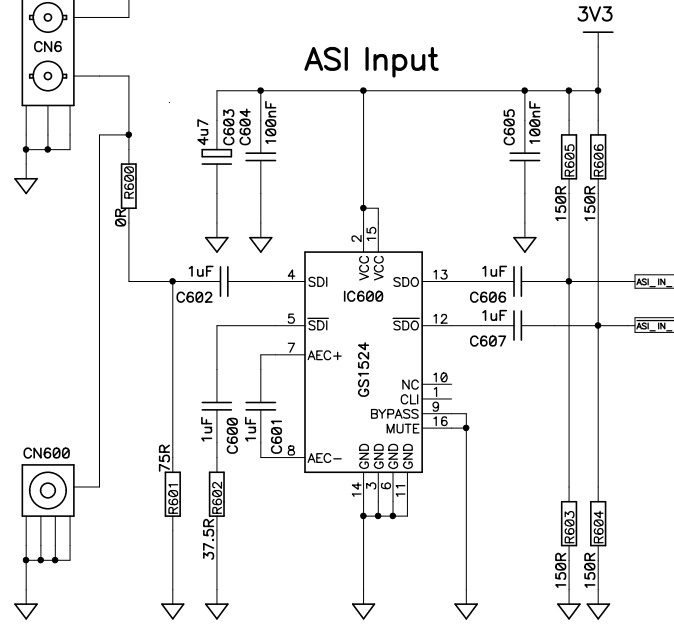 3V3
CN6
ASI Input
4u7
C603
C604
100nF
C605
100nF
R600
0R
R605
150R
R606
150R
2
15
VCC
VCC
1uF
C602
4
SDI
IC600
SDO
13
1uF
C606
ASI_IN_
5
SDI
SDO
12
1uF
C607
ASI_IN_
7
AEC+
GS1524
NC
10
CLI
1
BYPASS
9
MUTE
16
1uF
C600
1uF
C601
8
AEC-
GND
GND
GND
GND
14
3
6
11
CN600
75R
R601
R602
37.5R
R603
150R
R604
150R